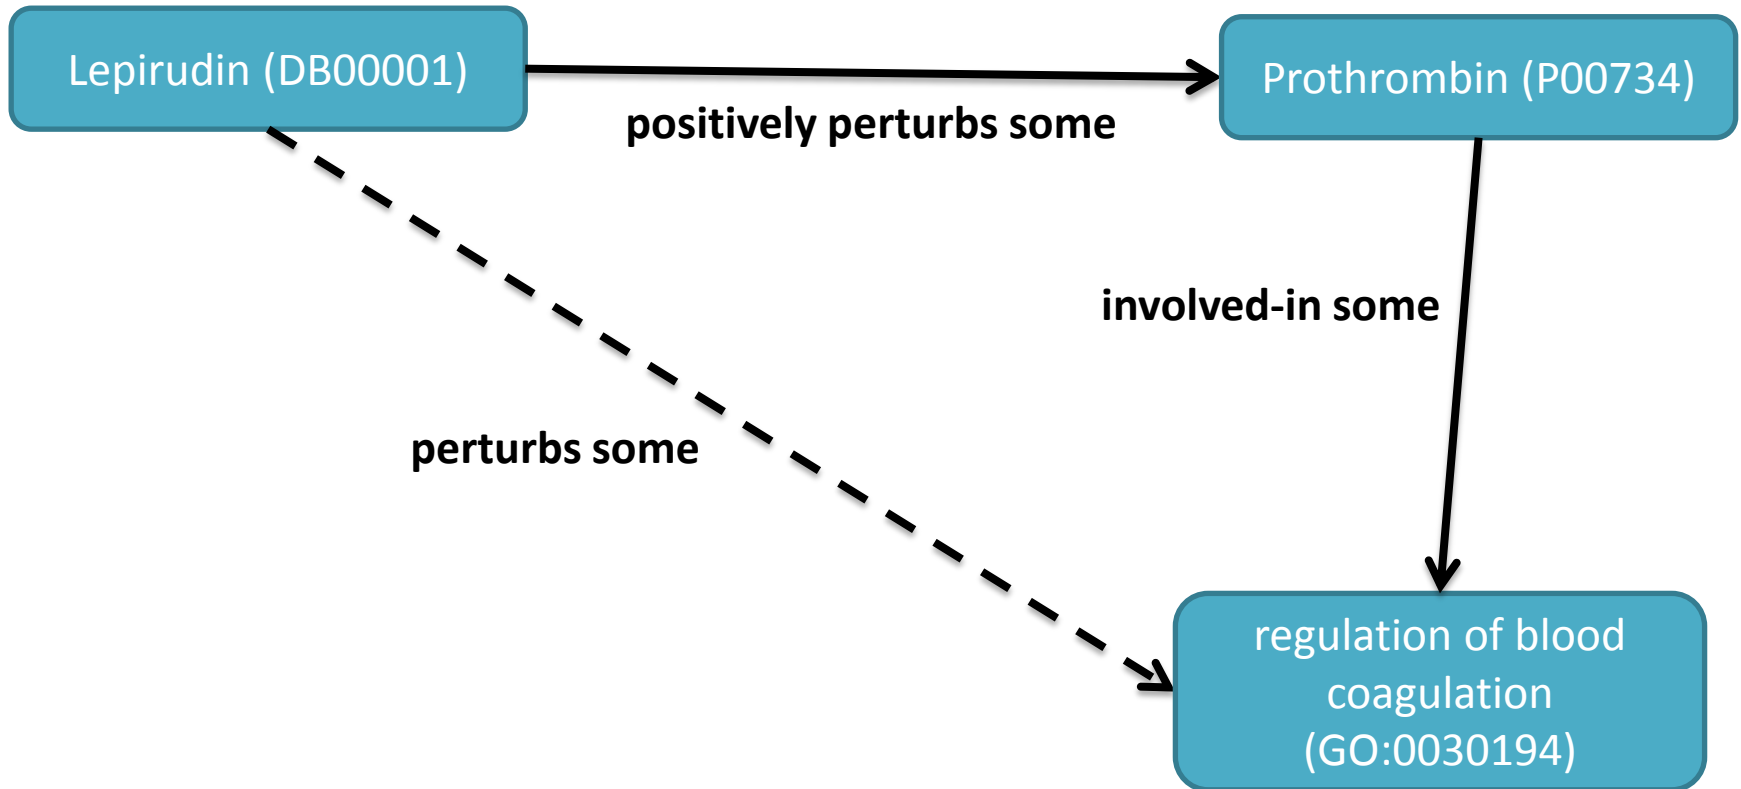 Lepirudin (DB00001)
Prothrombin (P00734)
positively perturbs some
involved-in some
perturbs some
regulation of blood
coagulation
(GO:0030194)